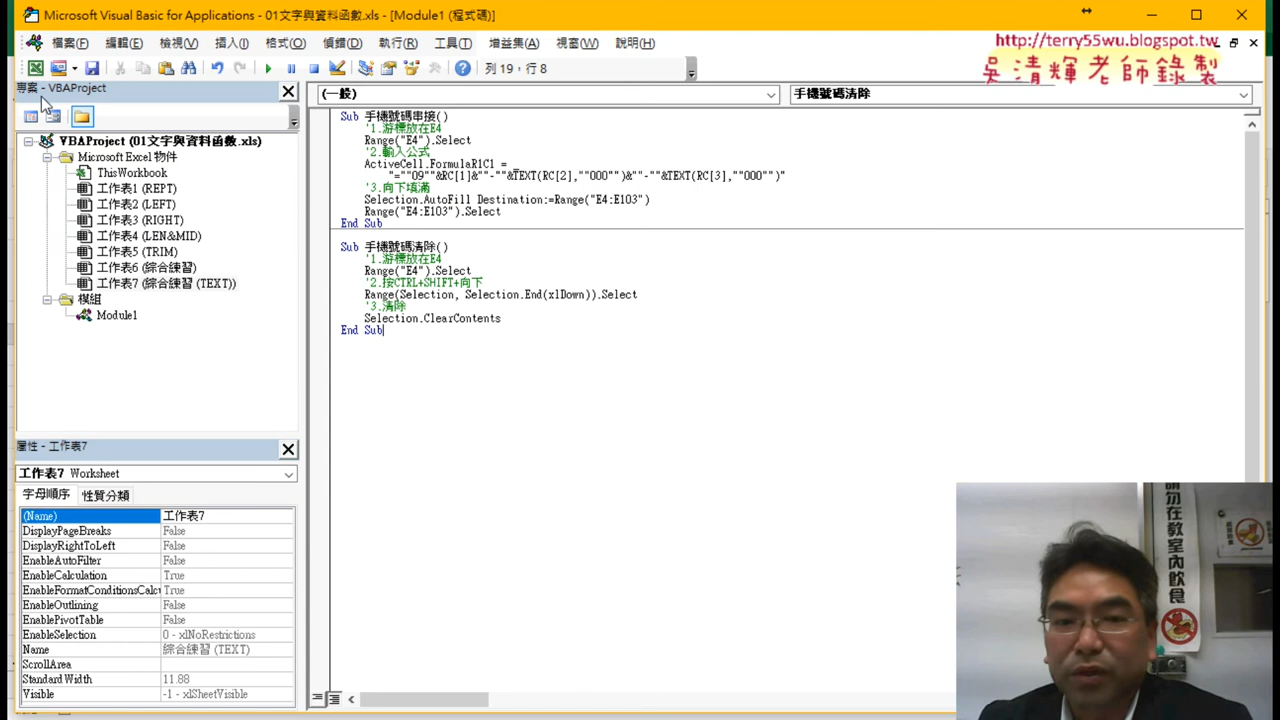 Microsoft Visual Basic for Applications - 01文字與資料函數.xls - [Module1 (程式碼)]
檔案(F) 編輯(E) 檢視(V) 插入(I) 格式(O) 偵錯(D) 執行(R) 工具(T) 增益集(A) 視窗(W) 說明(H)
http://terry55wu.blogspot.tw
吳清輝老師錄製
列 19，行 8
專案 - VBAProject
(一般)
手機號碼清除
VBAProject (01文字與資料函數.xls)
Microsoft Excel 物件
ThisWorkbook
工作表1 (REPT)
工作表2 (LEFT)
工作表3 (RIGHT)
工作表4 (LEN&MID)
工作表5 (TRIM)
工作表6 (綜合練習)
工作表7 (綜合練習 (TEXT))
模組
Module1
Sub 手機號碼串接()
'1.游標放在E4
Range("E4").Select
'2.輸入公式
ActiveCell.FormulaR1C1 = _
"=""09""&RC[1]&""-""&TEXT(RC[2],""000"")&""-""&TEXT(RC[3],""000"")"
'3.向下填滿
Selection.AutoFill Destination:=Range("E4:E103")
Range("E4:E103").Select
End Sub
Sub 手機號碼清除()
'1.游標放在E4
Range("E4").Select
'2.按CTRL+SHIFT+向下
Range(Selection, Selection.End(xlDown)).Select
'3.清除
Selection.ClearContents
End Sub
屬性 - 工作表7
工作表7 Worksheet
字母順序 性質分類
(Name) 工作表7
DisplayPageBreaks False
DisplayRightToLeft False
EnableAutoFilter False
EnableCalculation True
EnableFormatConditionsCalcu True
EnableOutlining False
EnablePivotTable False
EnableSelection 0 - xlNoRestrictions
Name 綜合練習 (TEXT)
ScrollArea
StandardWidth 11.88
Visible -1 - xlSheetVisible
請勿在教室內飲食